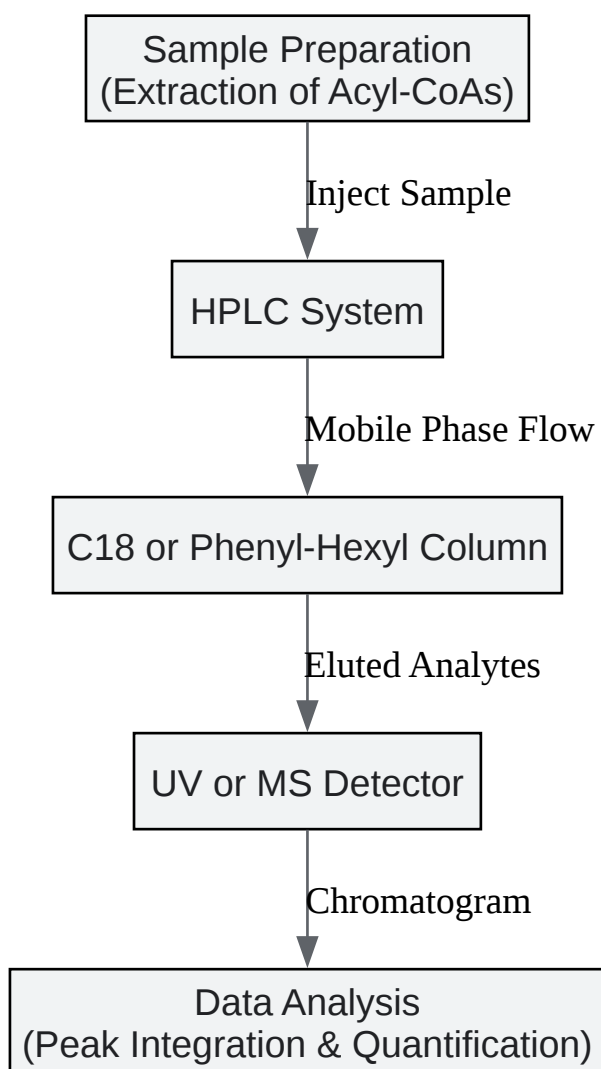 Sample Preparation
(Extraction of Acyl-CoAs)
Inject Sample
HPLC System
Mobile Phase Flow
C18 or Phenyl-Hexyl Column
Eluted Analytes
UV or MS Detector
Chromatogram
Data Analysis
(Peak Integration & Quantification)